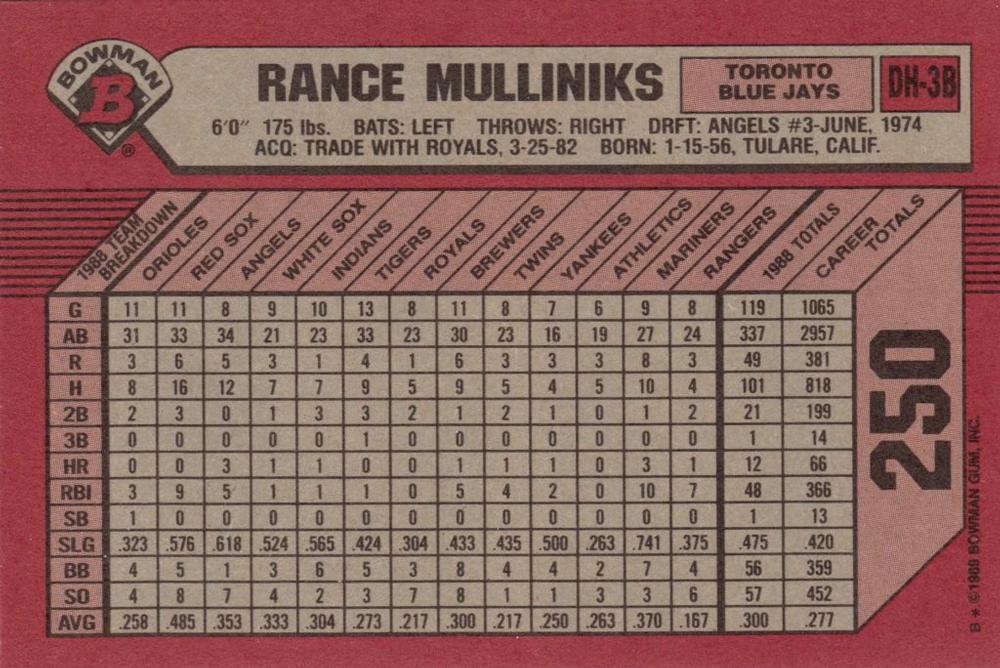 BOWMAN
B
®
RANCE MULLINIKS
TORONTO
BLUE JAYS
DH-3B
6'0" 175 lbs. BATS: LEFT THROWS: RIGHT DRFT: ANGELS #3-JUNE, 1974
ACQ: TRADE WITH ROYALS, 3-25-82 BORN: 1-15-56, TULARE, CALIF.
1988 TEAM
BREAKDOWN
ORIOLES
RED SOX
ANGELS
WHITE SOX
INDIANS
TIGERS
ROYALS
BREWERS
TWINS
YANKEES
ATHLETICS
MARINERS
RANGERS
1988 TOTALS
CAREER
TOTALS
G 11 11 8 9 10 13 8 11 8 7 6 9 8 119 1065
AB 31 33 34 21 23 33 23 30 23 16 19 27 24 337 2957
R 3 6 5 3 1 4 1 6 3 3 3 8 3 49 381
H 8 16 12 7 7 9 5 9 5 4 5 10 4 101 818
2B 2 3 0 1 3 3 2 1 2 1 0 1 2 21 199
3B 0 0 0 0 0 1 0 0 0 0 0 0 0 1 14
HR 0 0 3 1 1 0 0 1 1 1 0 3 1 12 66
RBI 3 9 5 1 1 1 0 5 4 2 0 10 7 48 366
SB 1 0 0 0 0 0 0 0 0 0 0 0 0 1 13
SLG .323 .576 .618 .524 .565 .424 .304 .433 .435 .500 .263 .741 .375 .475 .420
BB 4 5 1 3 6 5 3 8 4 4 2 7 4 56 359
SO 4 8 7 4 2 3 7 8 1 1 3 3 6 57 452
AVG .258 .485 .353 .333 .304 .273 .217 .300 .217 .250 .263 .370 .167 .300 .277
250
B * ©1989 BOWMAN GUM, INC.